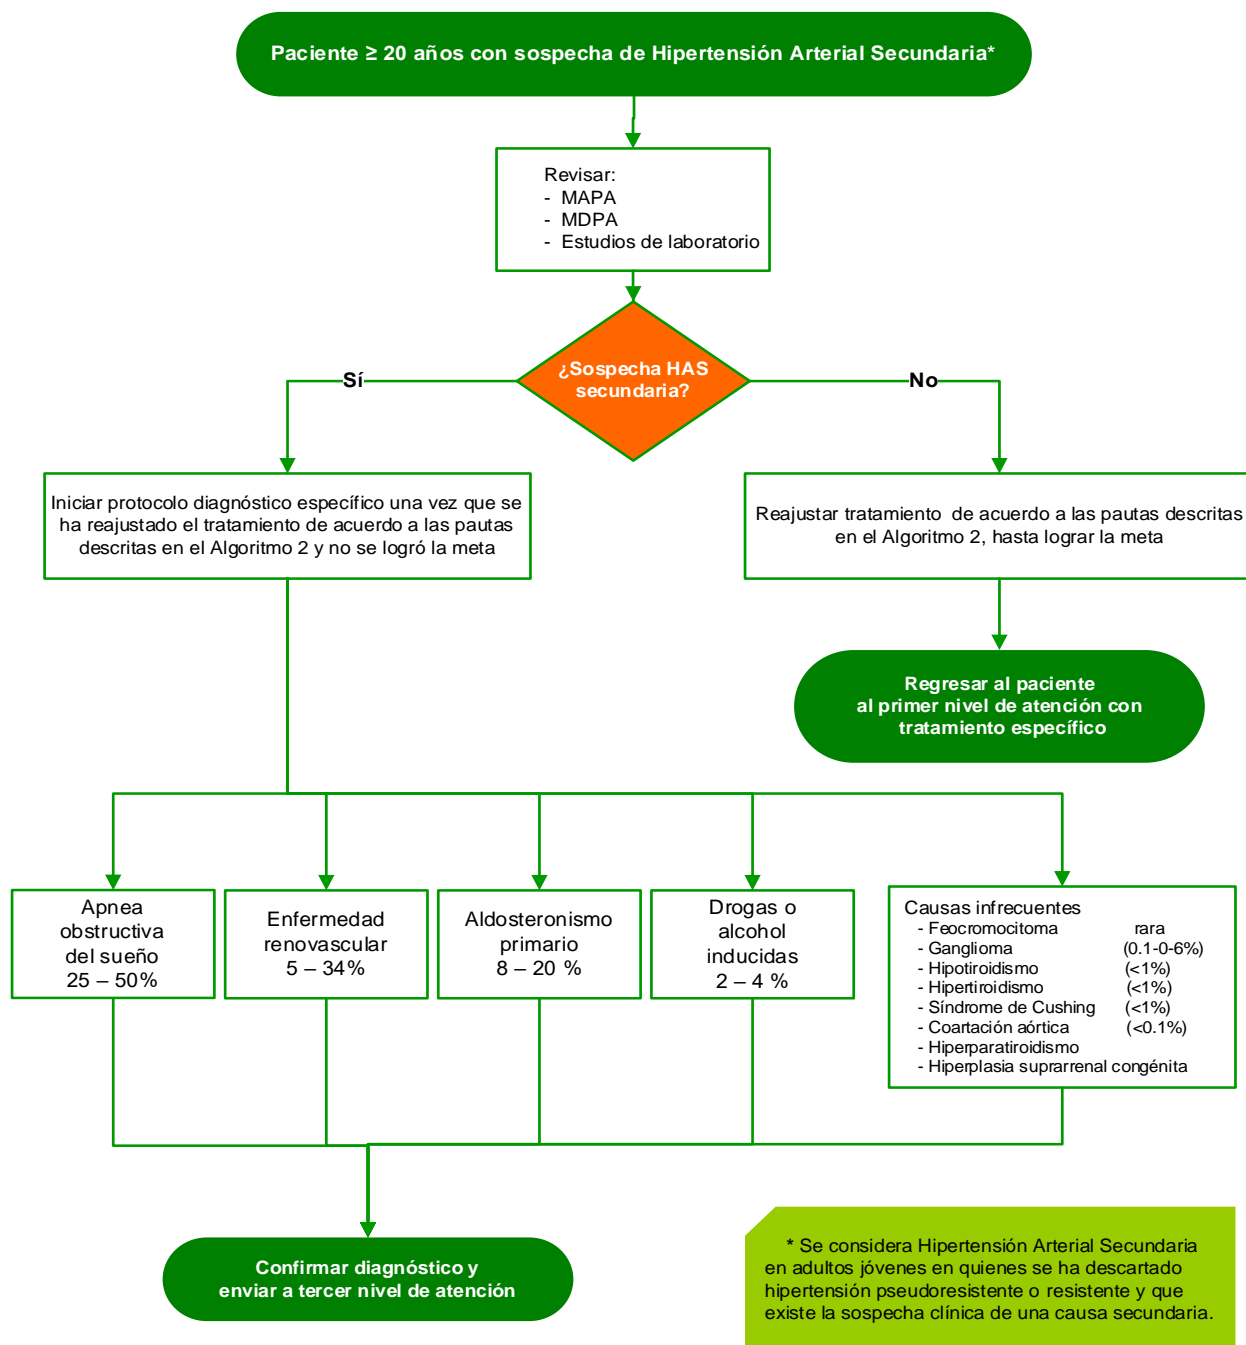 Paciente ≥ 20 años con sospecha de Hipertensión Arterial Secundaria*
Revisar:
- MAPA
- MDPA
- Estudios de laboratorio
¿Sospecha HAS
secundaria?
Sí
No
Iniciar protocolo diagnóstico específico una vez que se
ha reajustado el tratamiento de acuerdo a las pautas
descritas en el Algoritmo 2 y no se logró la meta
Reajustar tratamiento de acuerdo a las pautas descritas
en el Algoritmo 2, hasta lograr la meta
Regresar al paciente
al primer nivel de atención con
tratamiento específico
Apnea
obstructiva
del sueño
25 – 50%
Enfermedad
renovascular
5 – 34%
Aldosteronismo
primario
8 – 20 %
Drogas o
alcohol
inducidas
2 – 4 %
Causas infrecuentes
- Feocromocitoma rara
- Ganglioma (0.1-0-6%)
- Hipotiroidismo (<1%)
- Hipertiroidismo (<1%)
- Síndrome de Cushing (<1%)
- Coartación aórtica (<0.1%)
- Hiperparatiroidismo
- Hiperplasia suprarrenal congénita
Confirmar diagnóstico y
enviar a tercer nivel de atención
* Se considera Hipertensión Arterial Secundaria
en adultos jóvenes en quienes se ha descartado
hipertensión pseudoresistente o resistente y que
existe la sospecha clínica de una causa secundaria.